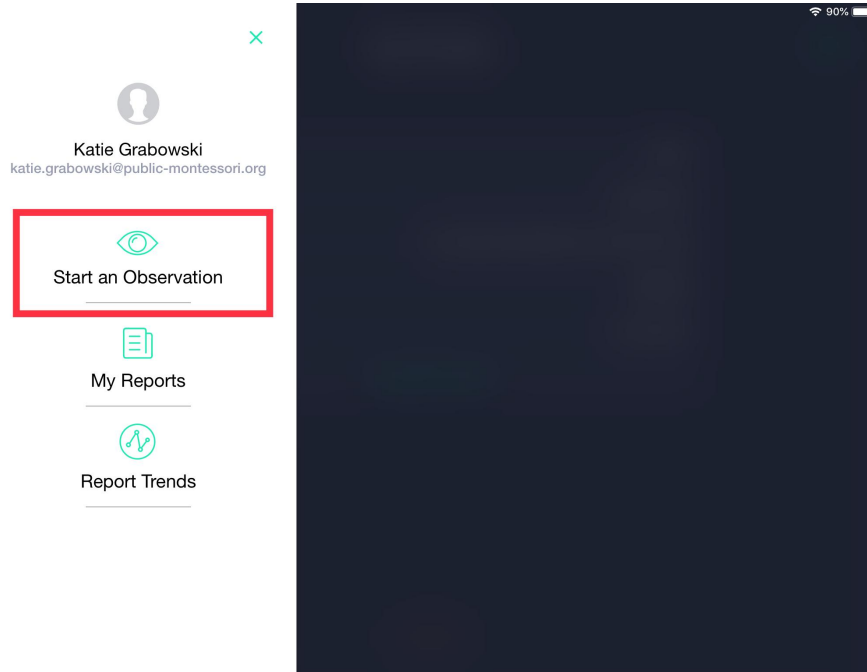 90%
Katie Grabowski
katie.grabowski@public-montessori.org
Start an Observation
My Reports
Report Trends